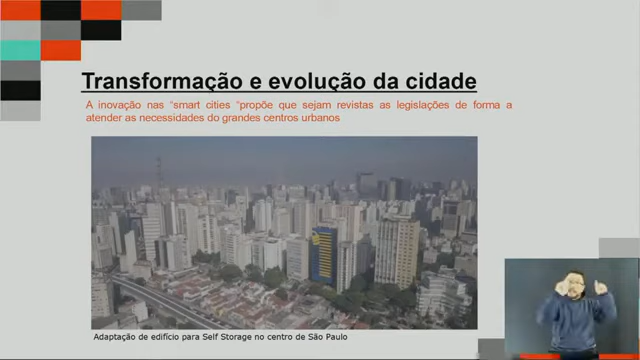 Transformação e evolução da cidade
A inovação nas “smart cities “propõe que sejam revistas as legislações de forma a
atender as necessidades do grandes centros urbanos
Adaptação de edifício para Self Storage no centro de São Paulo